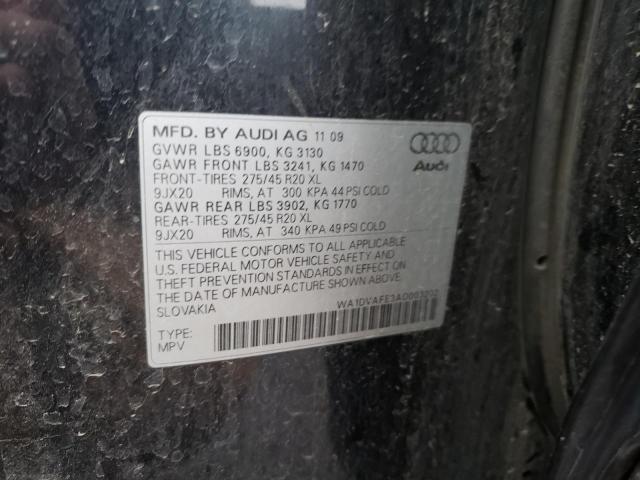 MFD. BY AUDI AG 11 09
GVWR LBS 6900, KG 3130
GAWR FRONT LBS 3241, KG 1470
FRONT-TIRES 275/45 R20 XL
9JX20 RIMS, AT 300 KPA 44 PSI COLD
GAWR REAR LBS 3902, KG 1770
REAR-TIRES 275/45 R20 XL
9JX20 RIMS, AT 340 KPA 49 PSI COLD
THIS VEHICLE CONFORMS TO ALL APPLICABLE
U.S. FEDERAL MOTOR VEHICLE SAFETY AND
THEFT PREVENTION STANDARDS IN EFFECT ON
THE DATE OF MANUFACTURE SHOWN ABOVE.
SLOVAKIA
WA1DVAFE3AD003202
TYPE:
MPV
Audi